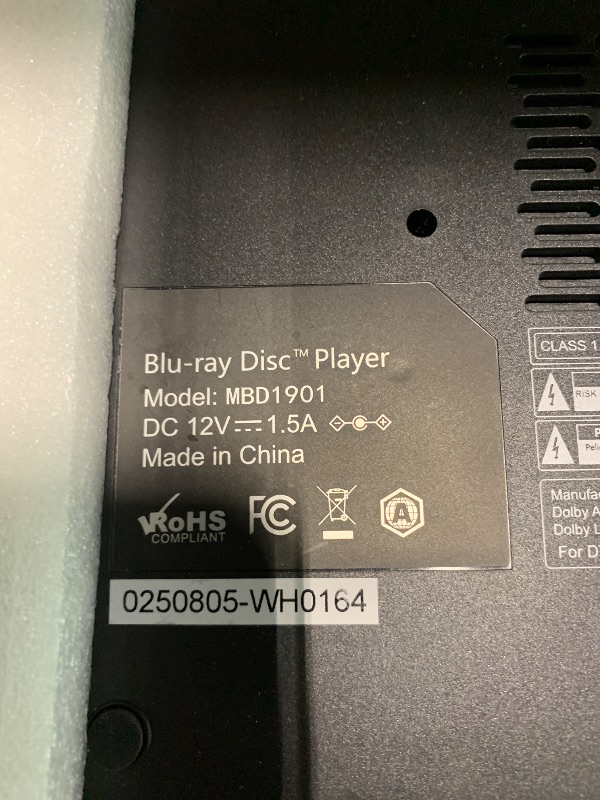 Blu-ray Disc™ Player
Model: MBD1901
DC 12V 1.5A
Made in China
RoHS
COMPLIANT
FC
A
0250805-WH0164
CLASS 1
RISK
Dolby A
Dolby L
For D